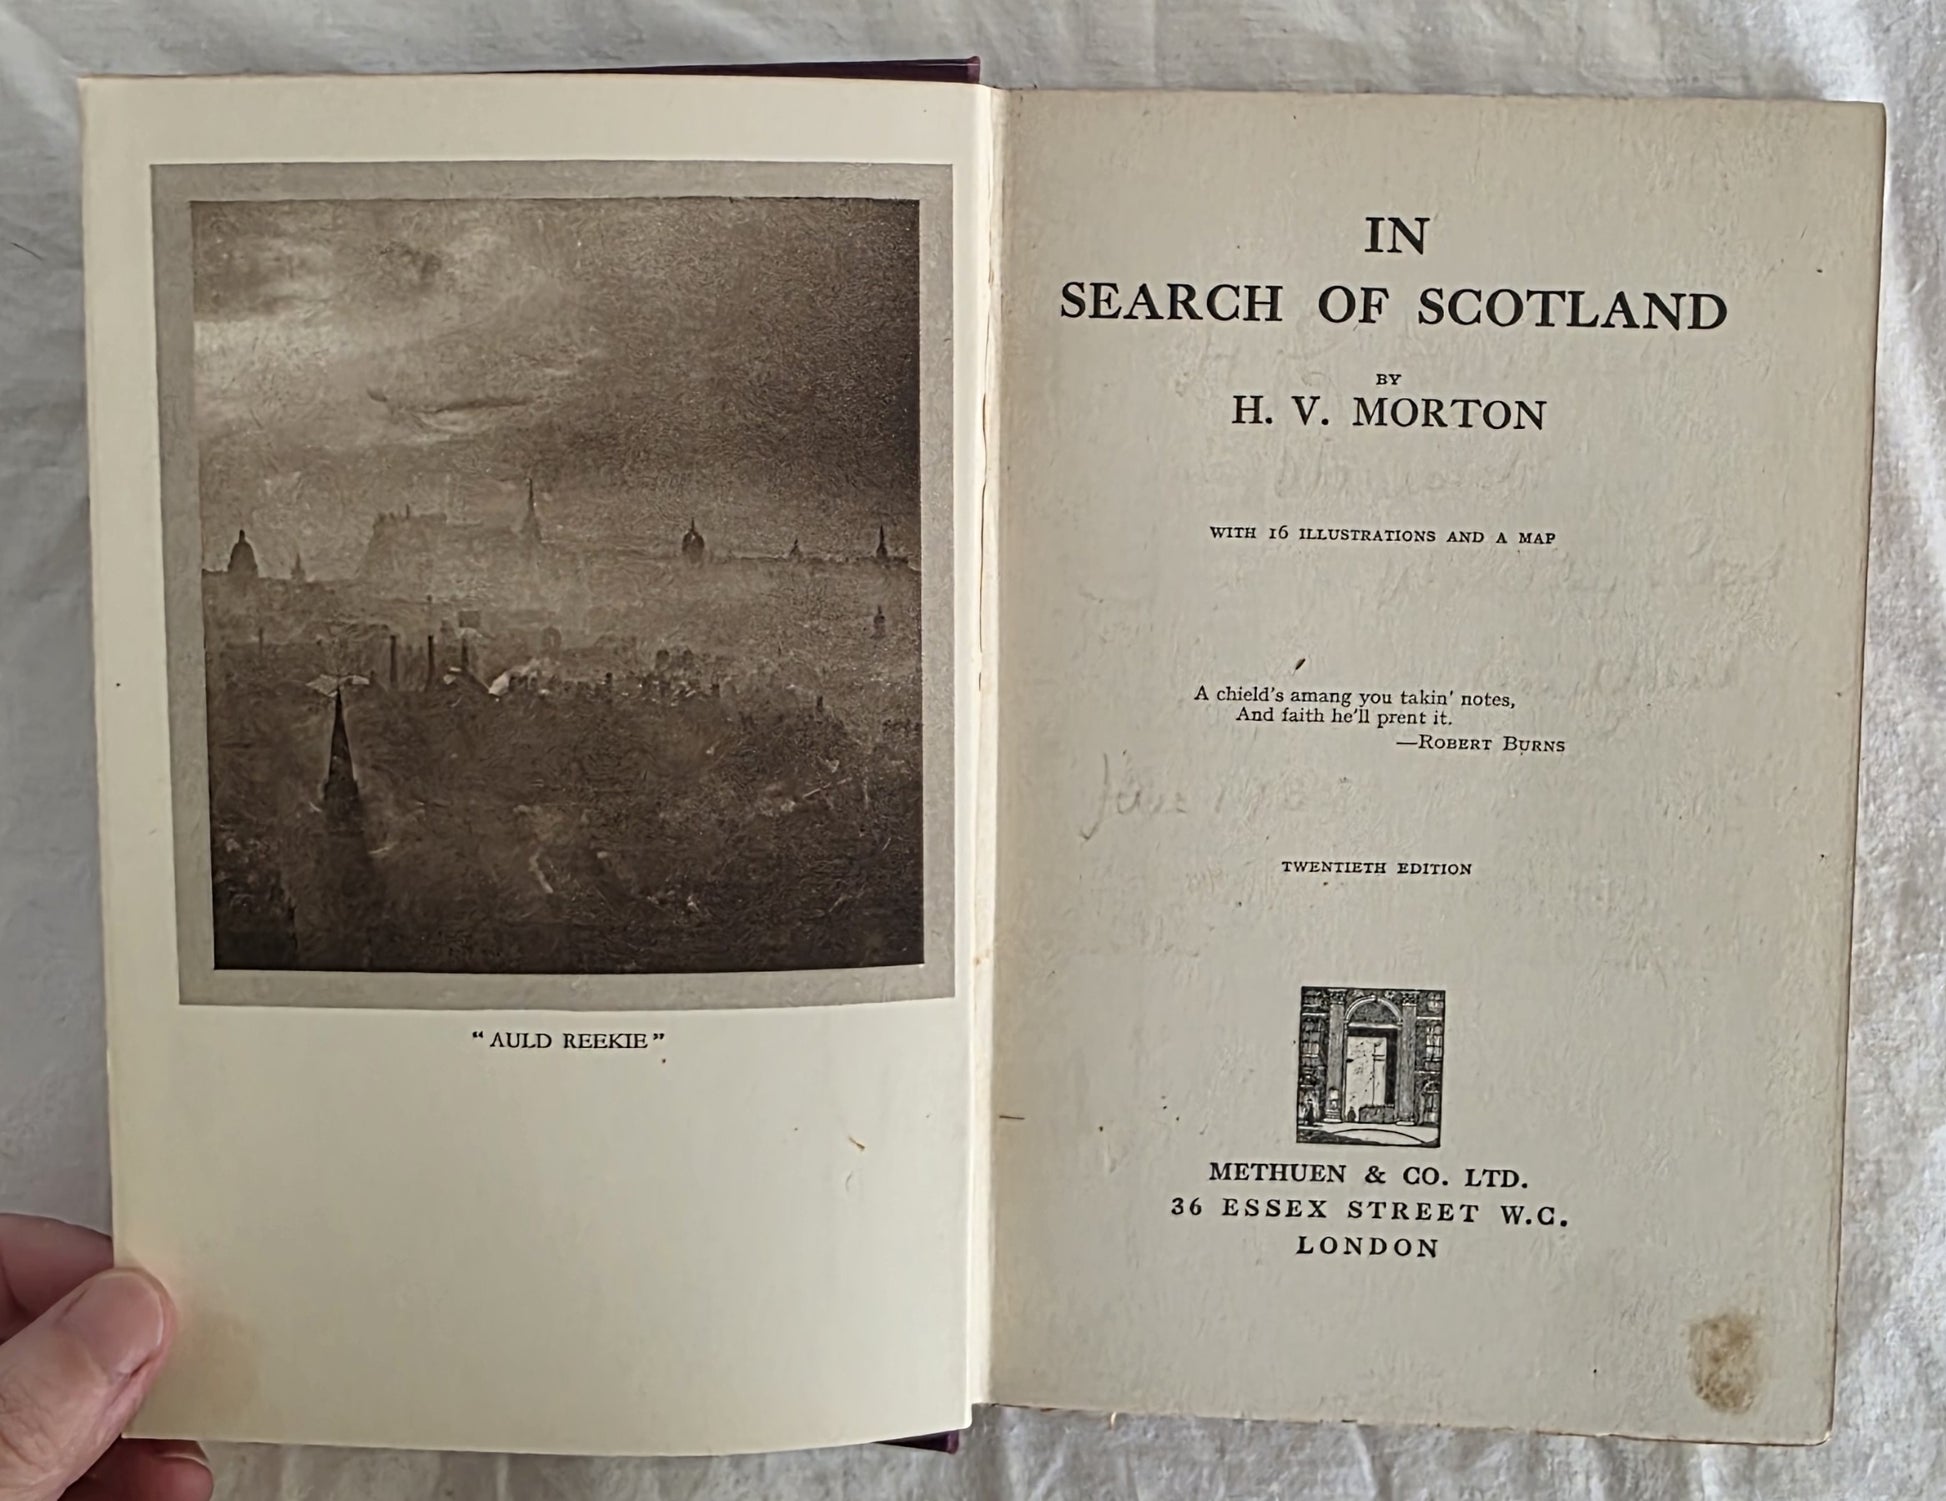 "AULD REEKIE"
IN
SEARCH OF SCOTLAND
BY
H. V. MORTON
WITH 16 ILLUSTRATIONS AND A MAP
A chield's amang you takin' notes,
And faith he'll prent it.
—ROBERT BURNS
TWENTIETH EDITION
METHUEN & CO. LTD.
36 ESSEX STREET W.C.
LONDON